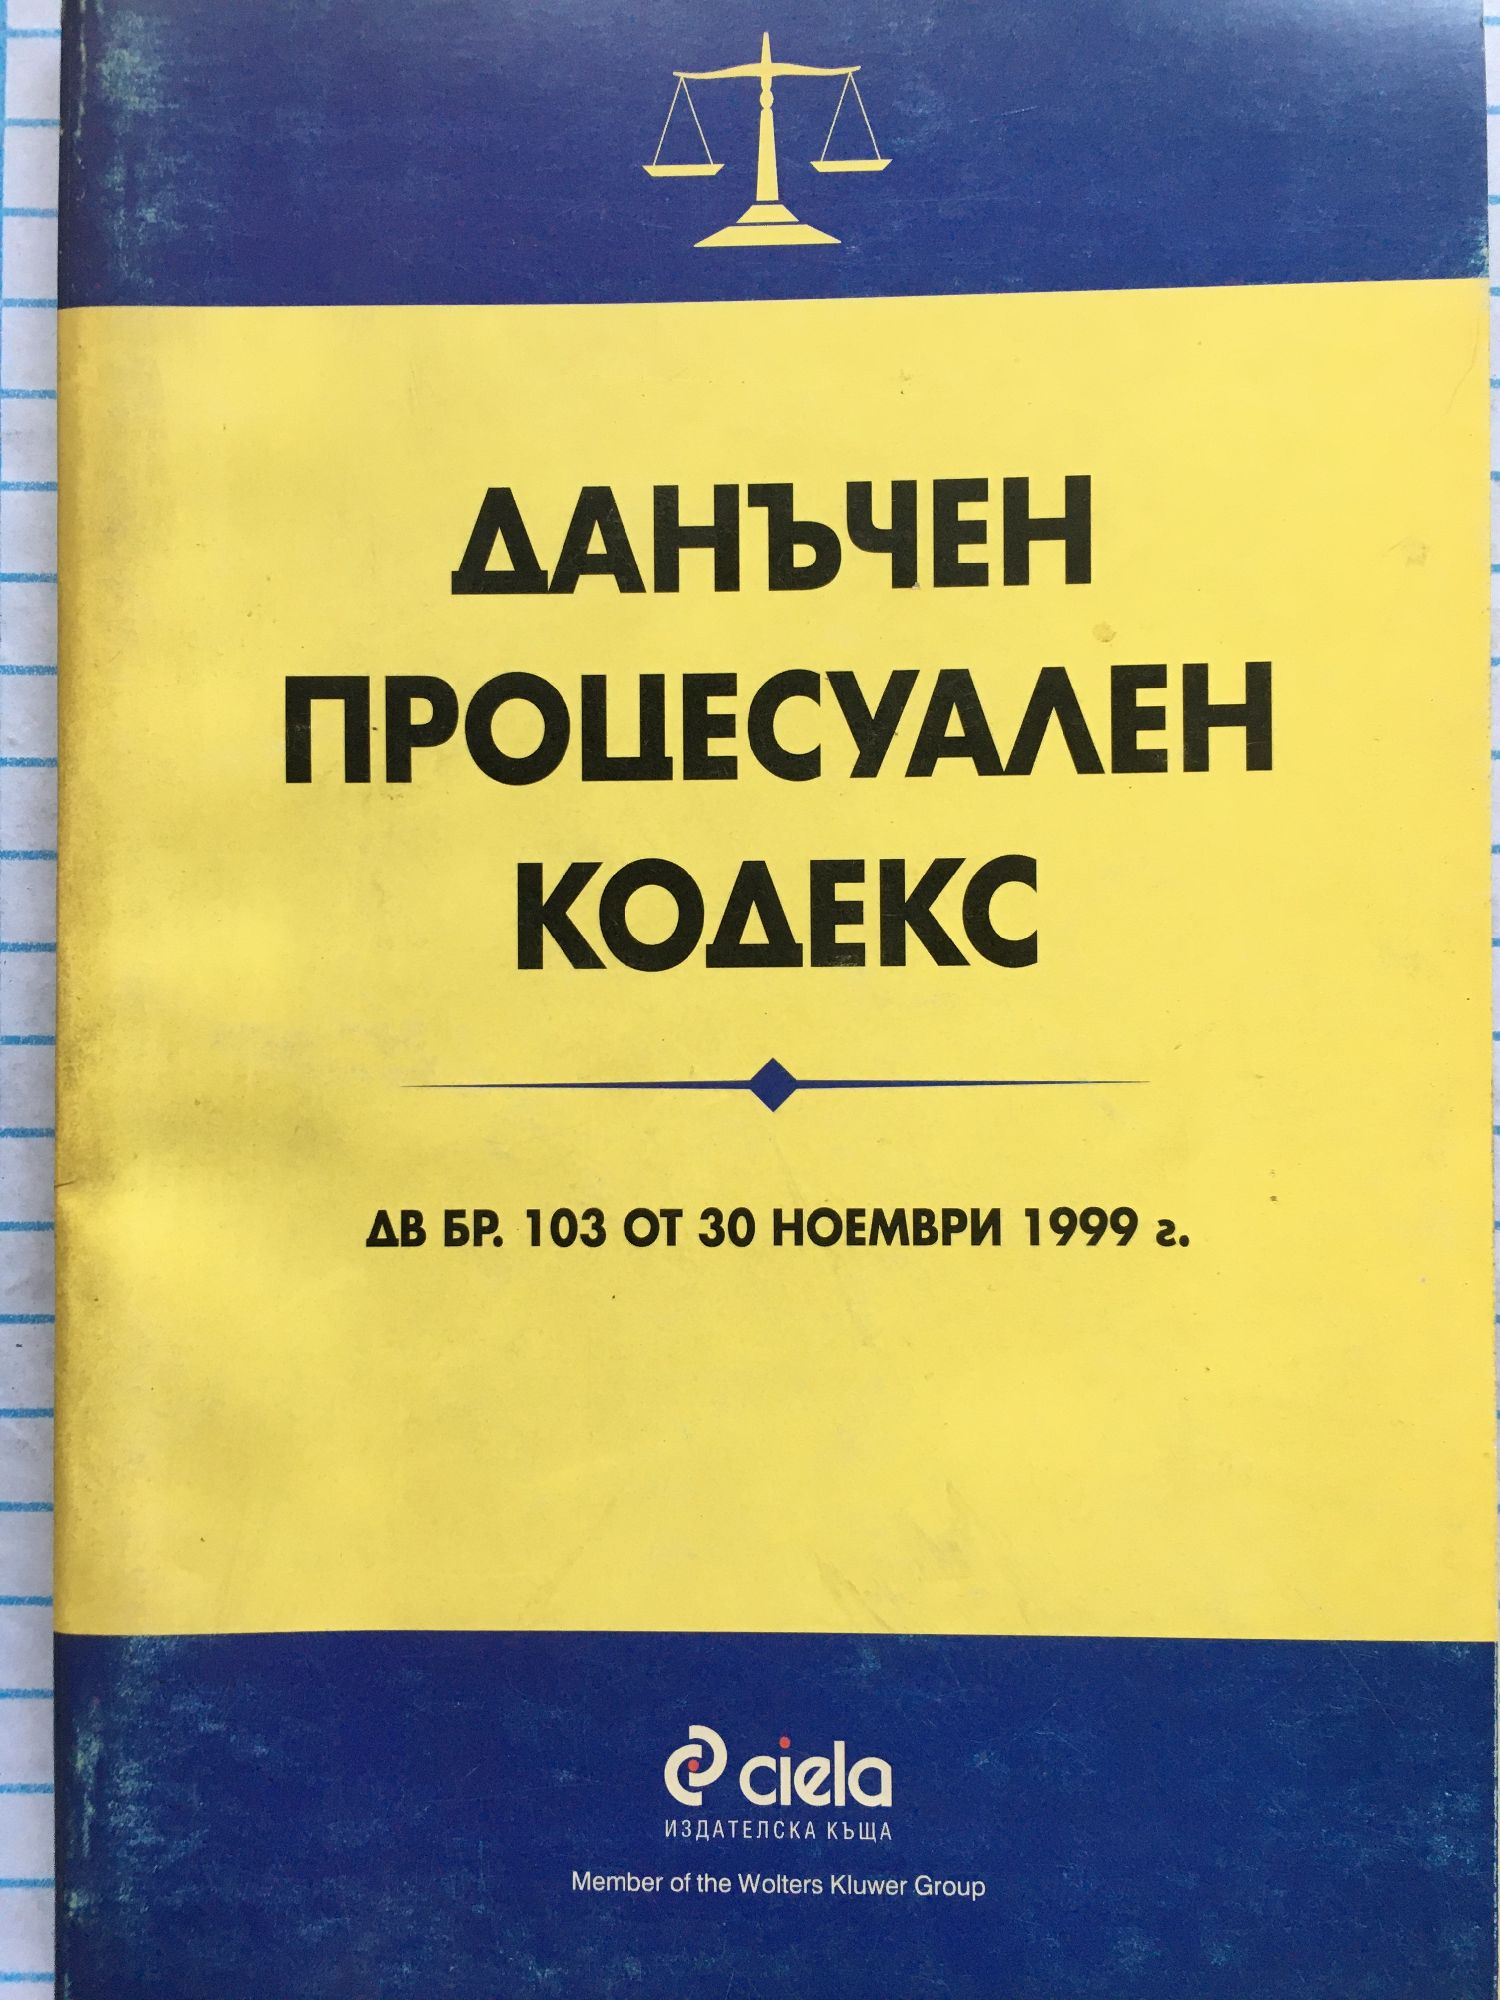 ДАНЪЧЕН
ПРОЦЕСУАЛЕН
КОДЕКС
ДВ БР. 103 ОТ 30 НОЕМВРИ 1999 г.
ciela
ИЗДАТЕЛСКА КЪЩА
Member of the Wolters Kluwer Group